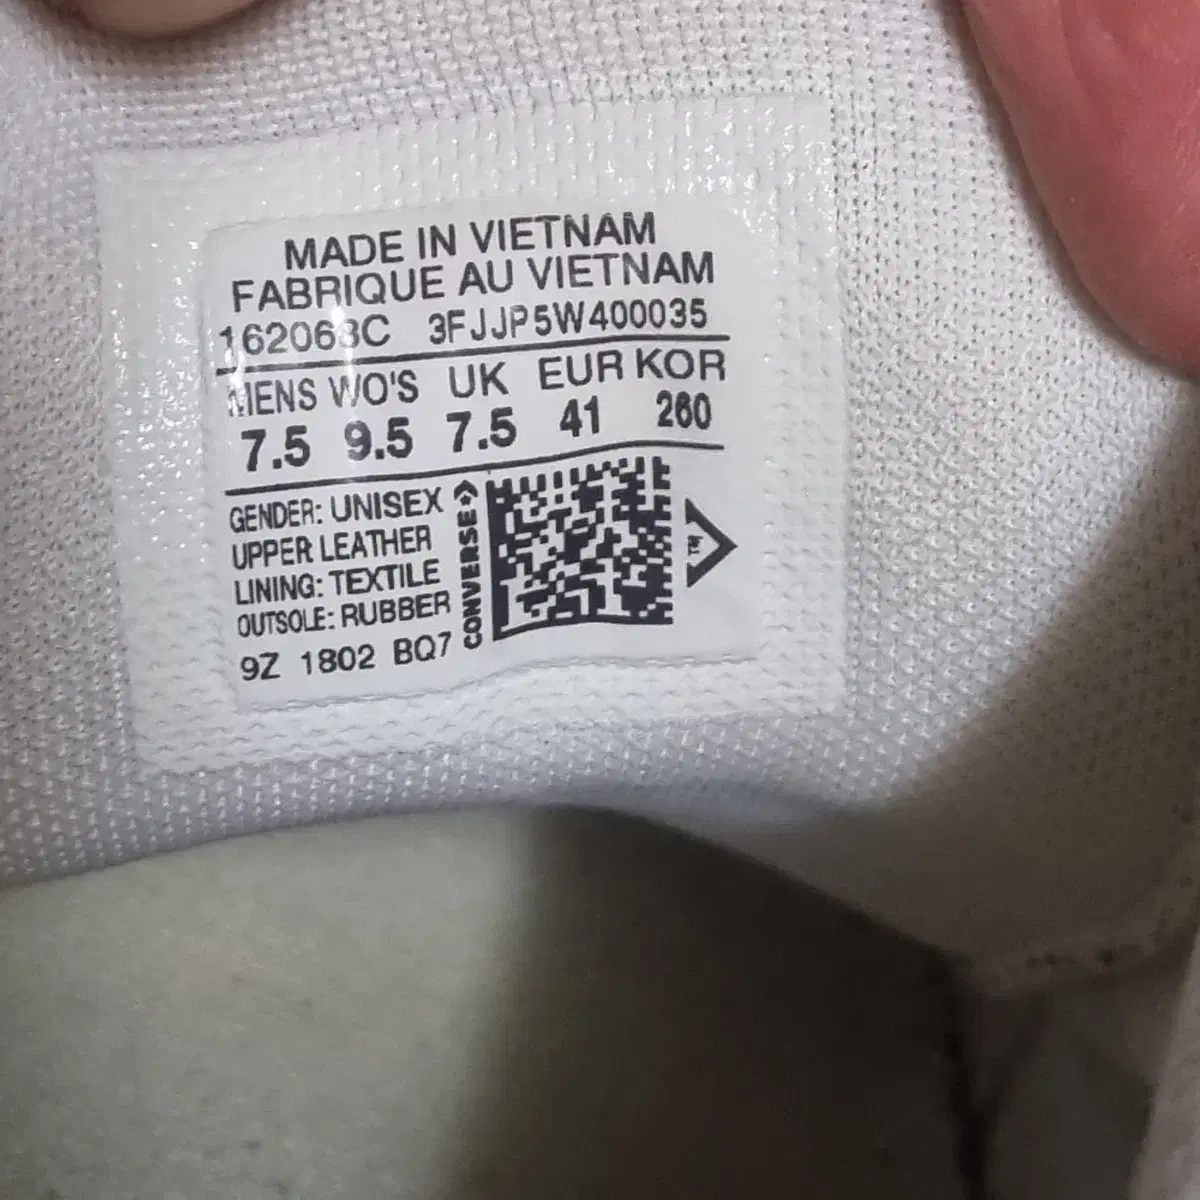 MADE IN VIETNAM
FABRIQUE AU VIETNAM
162063C 3FJJP5W400035
MENS WO'S UK EUR KOR
7.5 9.5 7.5 41 260
GENDER: UNISEX
UPPER LEATHER
LINING: TEXTILE
OUTSOLE: RUBBER
9Z 1802 BQ7
CONVERSE